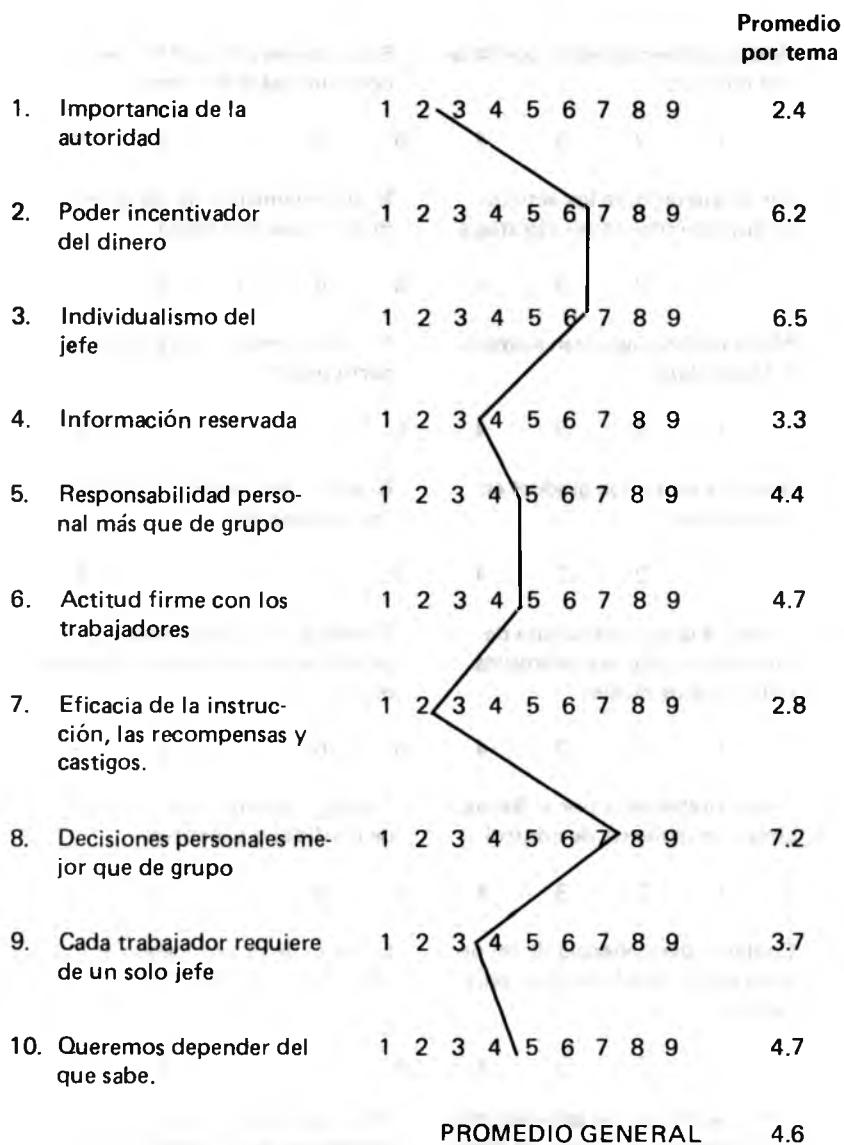 Promedio
por tema
1. Importancia de la 1 2 3 4 5 6 7 8 9 2.4
autoridad
2. Poder incentivador 1 2 3 4 5 6 7 8 9 6.2
del dinero
3. Individualismo del 1 2 3 4 5 6 7 8 9 6.5
jefe
4. Información reservada 1 2 3 4 5 6 7 8 9 3.3
5. Responsabilidad perso- 1 2 3 4 5 6 7 8 9 4.4
nal más que de grupo
6. Actitud firme con los 1 2 3 4 5 6 7 8 9 4.7
trabajadores
7. Eficacia de la instruc- 1 2 3 4 5 6 7 8 9 2.8
ción, las recompensas y
castigos.
8. Decisiones personales me- 1 2 3 4 5 6 7 8 9 7.2
jor que de grupo
9. Cada trabajador requiere 1 2 3 4 5 6 7 8 9 3.7
de un solo jefe
10. Queremos depender del 1 2 3 4 5 6 7 8 9 4.7
que sabe.
PROMEDIO GENERAL 4.6